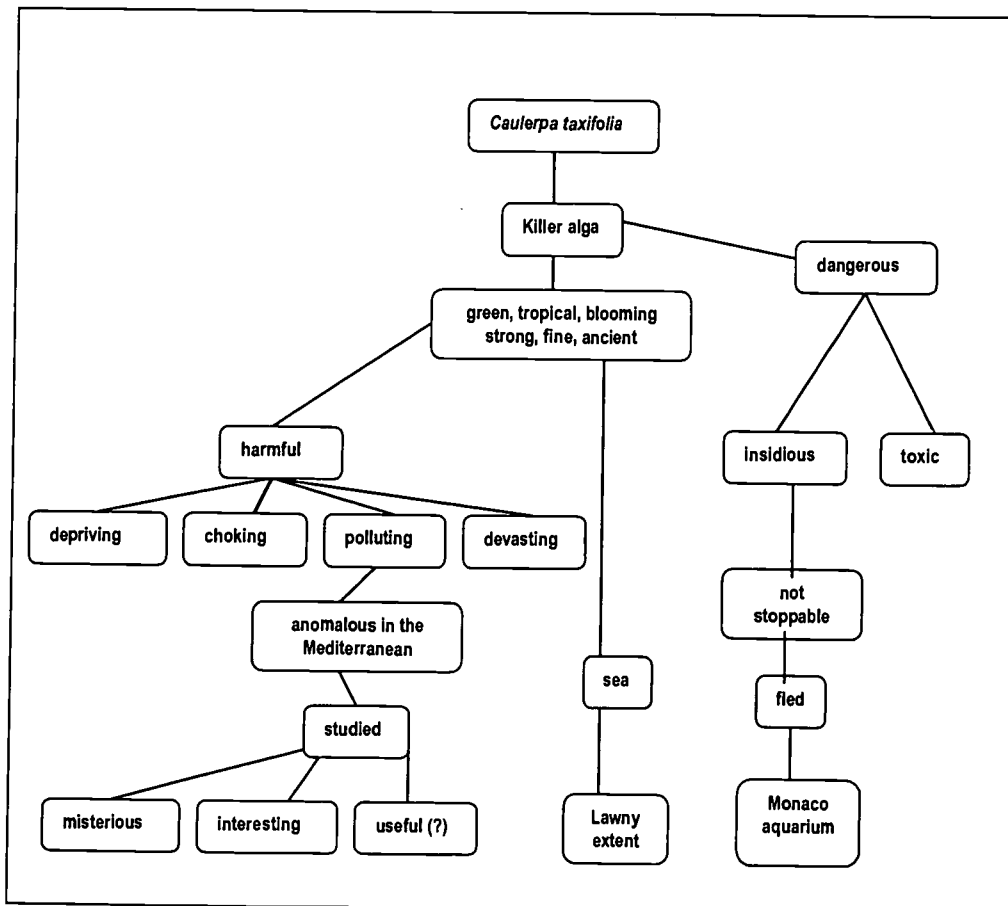 Caulerpa taxifolia
Killer alga
dangerous
green, tropical, blooming
strong, fine, ancient
harmful
insidious
toxic
depriving
choking
polluting
devasting
not
stoppable
anomalous in the
Mediterranean
sea
fled
studied
misterious
interesting
useful (?)
Lawny
extent
Monaco
aquarium